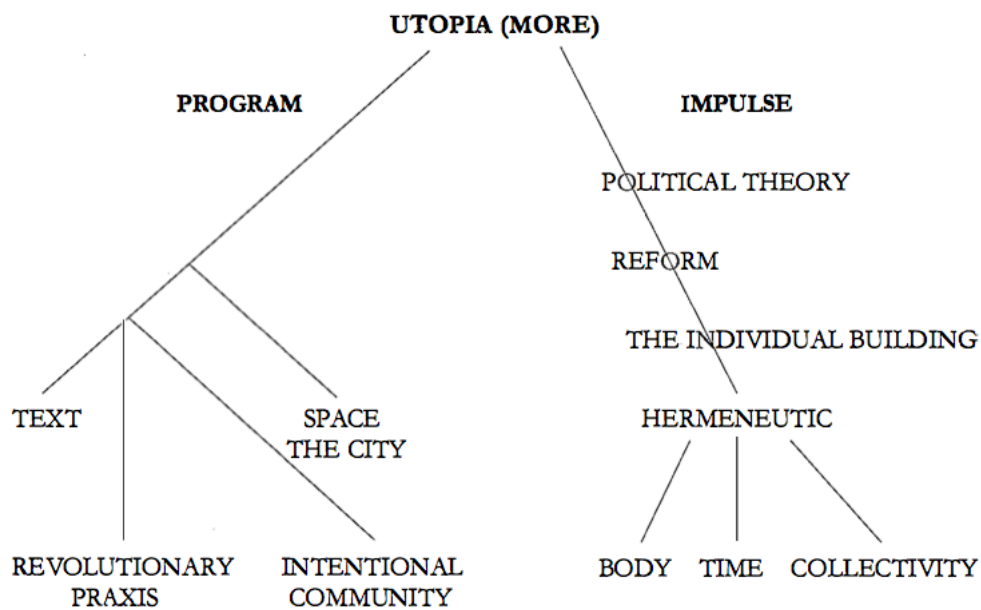 UTOPIA (MORE)
PROGRAM
IMPULSE
POLITICAL THEORY
REFORM
THE INDIVIDUAL BUILDING
TEXT
SPACE
THE CITY
HERMENEUTIC
REVOLUTIONARY
PRAXIS
INTENTIONAL
COMMUNITY
BODY
TIME
COLLECTIVITY